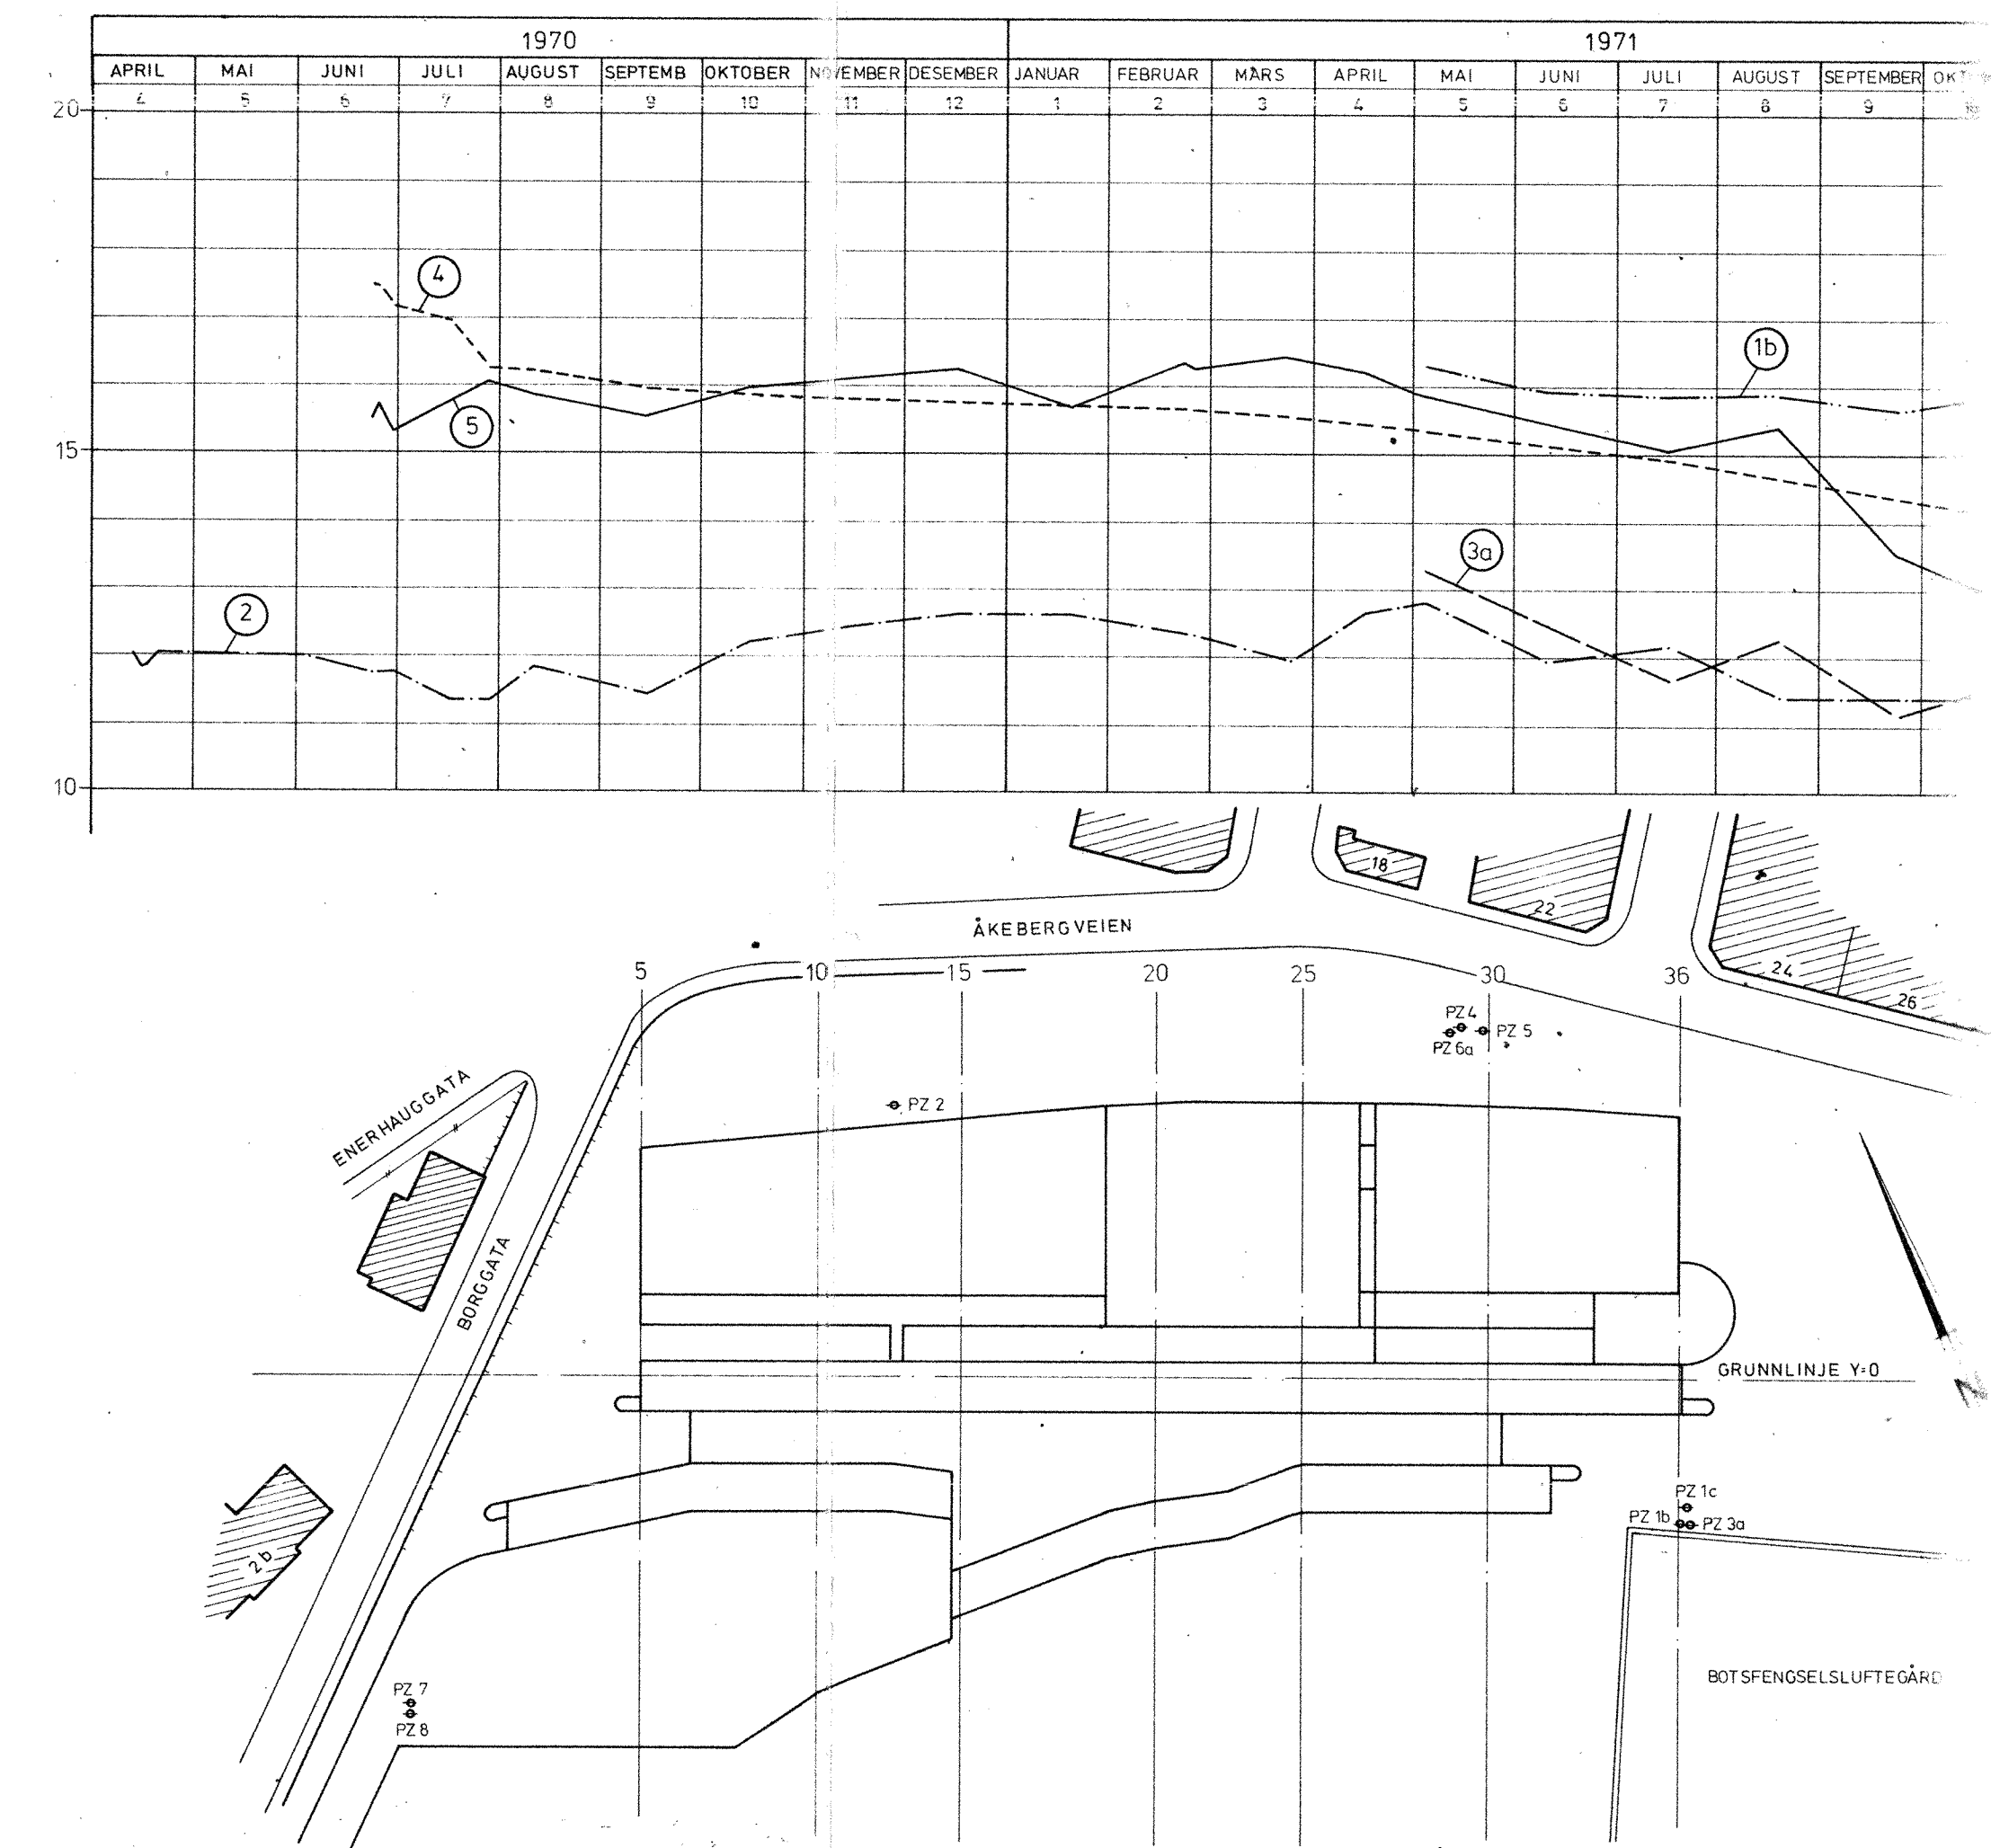 1970 1971
APRIL MAI JUNI JULI AUGUST SEPTEMB OKTOBER NOVEMBER DESEMBER JANUAR FEBRUAR MARS APRIL MAI JUNI JULI AUGUST SEPTEMBER
4 5 6 7 8 9 10 11 12 1 2 3 4 5 6 7 8 9 10
20
4
1b
5
15
3a
2
10
18
22
ÅKEBERGVEIEN
5 10 15 20 25 30 36
24
26
PZ 4
PZ 5
PZ 6a
ENERHAUGGATA
PZ 2
BORGGATA
GRUNNLINJE Y=0
N
PZ 1c
PZ 1b PZ 3a
2b
BOTSFENGSELSLUFTEGÅRD
PZ 7
PZ 8